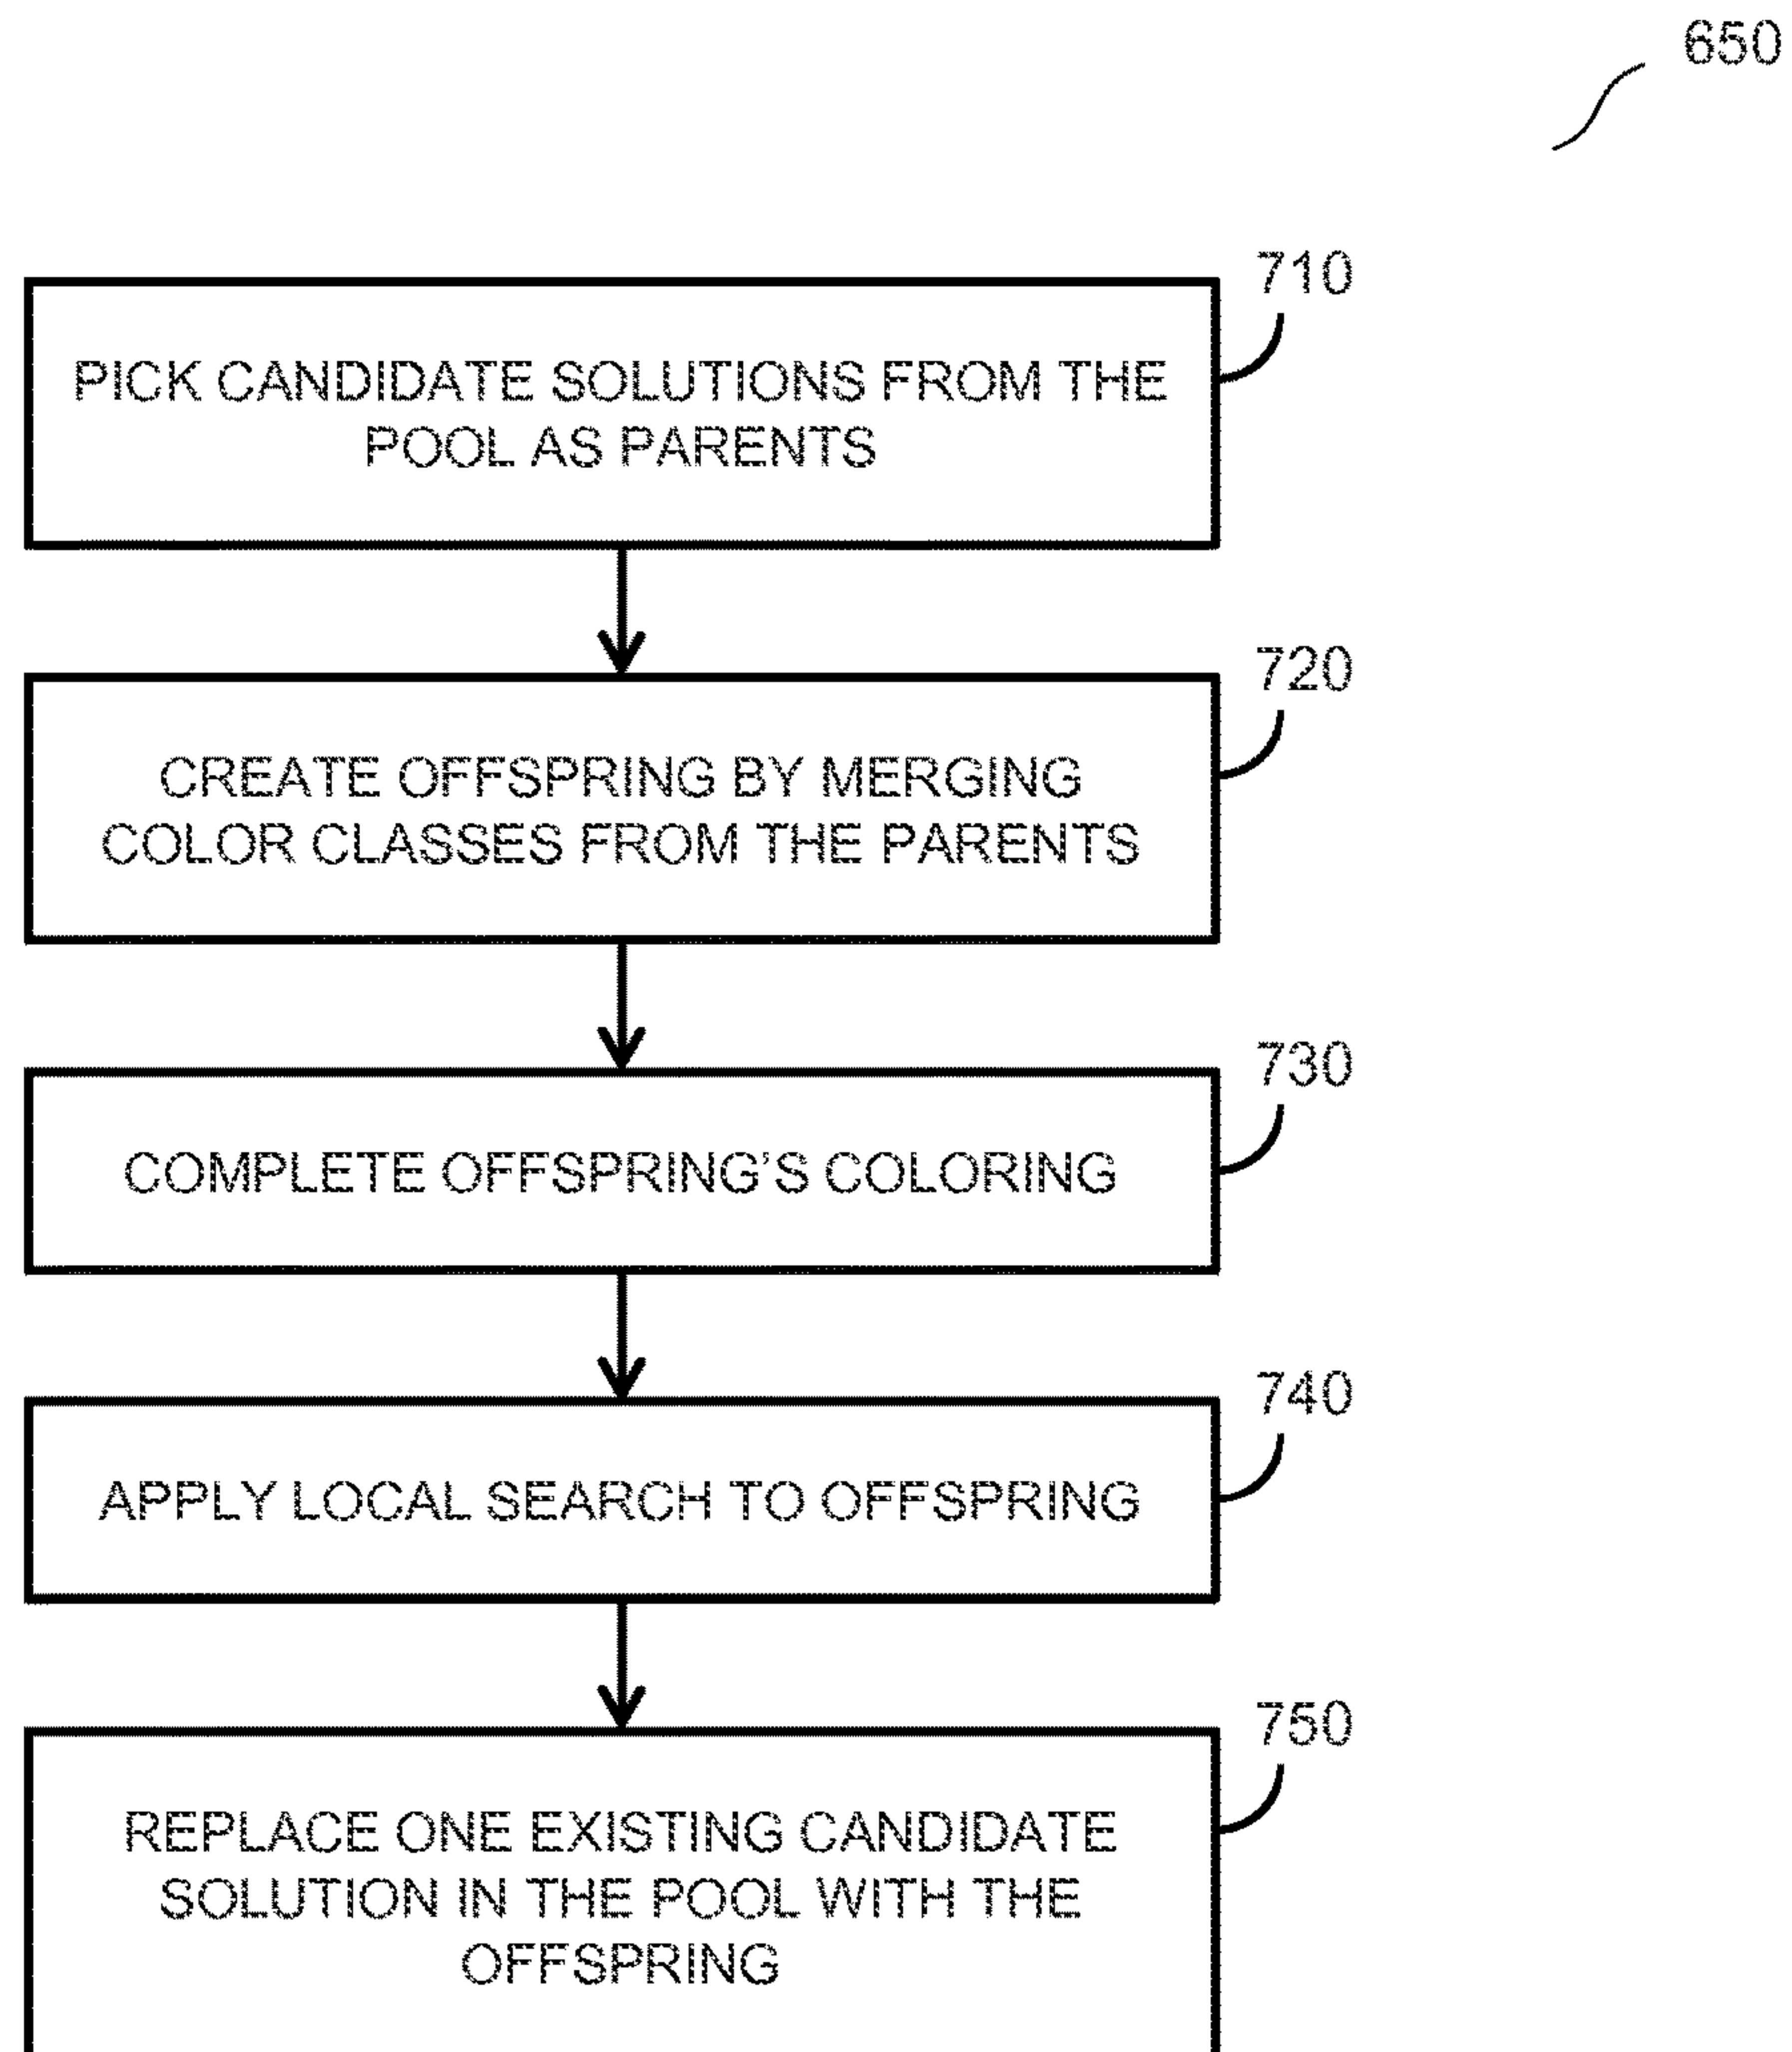 650
710
PICK CANDIDATE SOLUTIONS FROM THE
POOL AS PARENTS
720
CREATE OFFSPRING BY MERGING
COLOR CLASSES FROM THE PARENTS
730
COMPLETE OFFSPRING'S COLORING
740
APPLY LOCAL SEARCH TO OFFSPRING
750
REPLACE ONE EXISTING CANDIDATE
SOLUTION IN THE POOL WITH THE
OFFSPRING